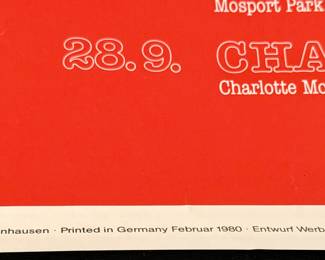 Mosport Park
28.9. CHA
Charlotte Mo
nhausen · Printed in Germany Februar 1980 · Entwurf Werb